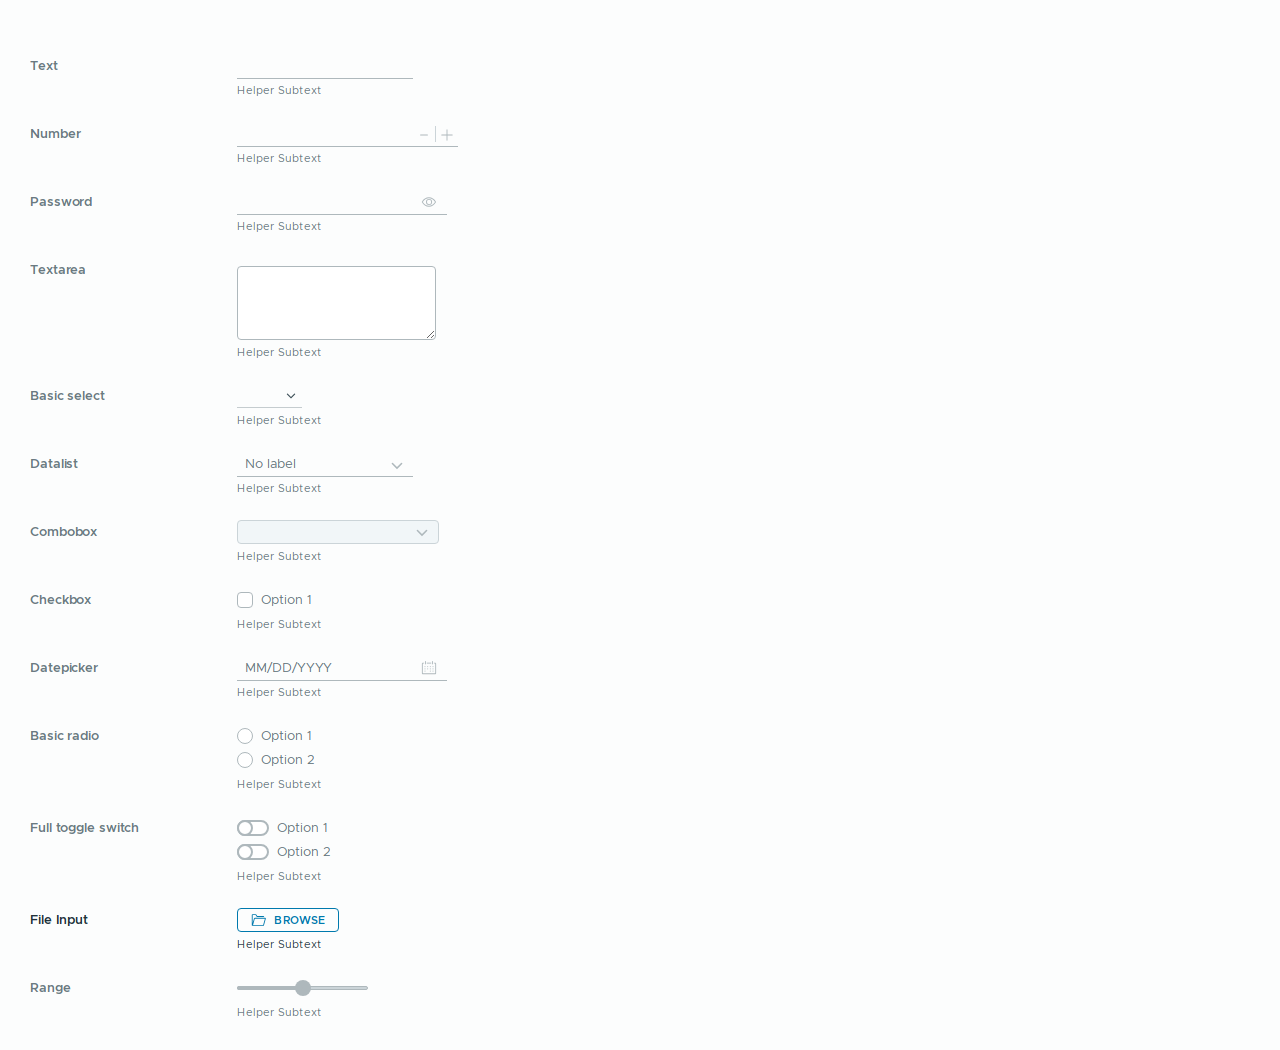 Text
Helper Subtext
Number
Helper Subtext
Password
Helper Subtext
Textarea
Helper Subtext
Basic select
Helper Subtext
Datalist No label
Helper Subtext
Combobox
Helper Subtext
Checkbox Option 1
Helper Subtext
Datepicker MM/DD/YYYY
Helper Subtext
Basic radio Option 1
Option 2
Helper Subtext
Full toggle switch Option 1
Option 2
Helper Subtext
File Input BROWSE
Helper Subtext
Range
Helper Subtext